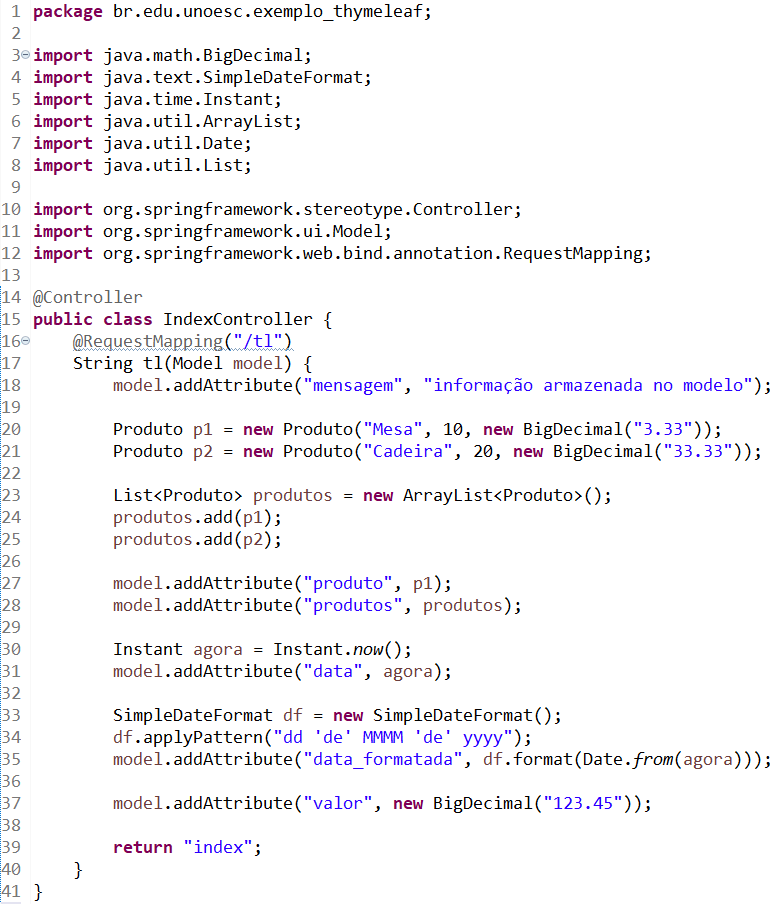 1 package br.edu.unoesc.exemplo_thymeleaf;
2
3 import java.math.BigDecimal;
4 import java.text.SimpleDateFormat;
5 import java.time.Instant;
6 import java.util.ArrayList;
7 import java.util.Date;
8 import java.util.List;
9
10 import org.springframework.stereotype.Controller;
11 import org.springframework.ui.Model;
12 import org.springframework.web.bind.annotation.RequestMapping;
13
14 @Controller
15 public class IndexController {
16     @RequestMapping("/tl")
17     String tl(Model model) {
18         model.addAttribute("mensagem", "informação armazenada no modelo");
19
20         Produto p1 = new Produto("Mesa", 10, new BigDecimal("3.33"));
21         Produto p2 = new Produto("Cadeira", 20, new BigDecimal("33.33"));
22
23         List<Produto> produtos = new ArrayList<Produto>();
24         produtos.add(p1);
25         produtos.add(p2);
26
27         model.addAttribute("produto", p1);
28         model.addAttribute("produtos", produtos);
29
30         Instant agora = Instant.now();
31         model.addAttribute("data", agora);
32
33         SimpleDateFormat df = new SimpleDateFormat();
34         df.applyPattern("dd 'de' MMMM 'de' yyyy");
35         model.addAttribute("data_formatada", df.format(Date.from(agora)));
36
37         model.addAttribute("valor", new BigDecimal("123.45"));
38
39         return "index";
40     }
41 }